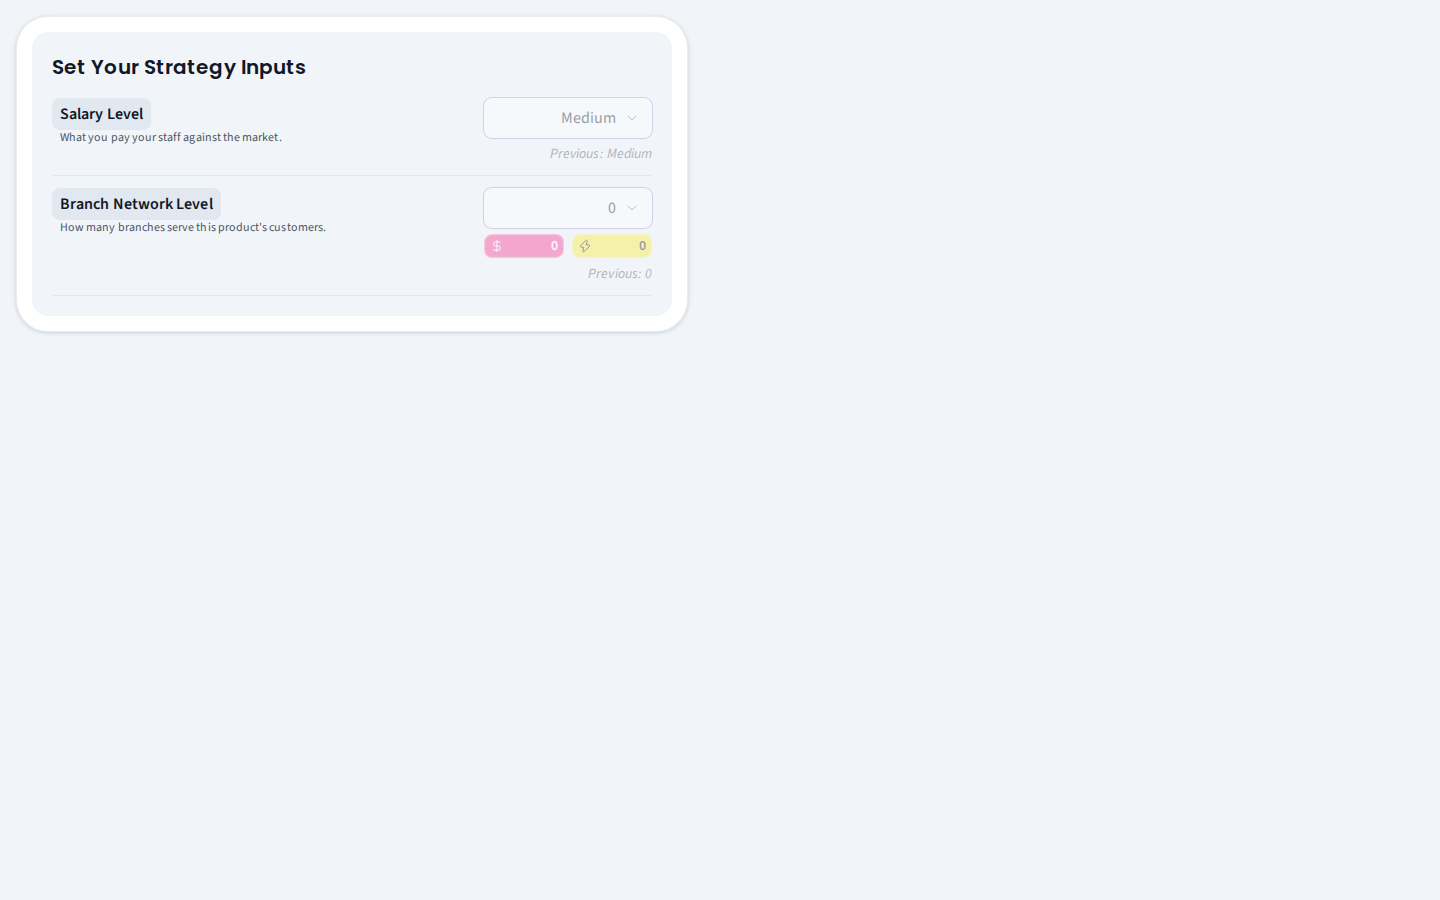 Set Your Strategy Inputs
Salary Level
What you pay your staff against the market.
Medium
Previous: Medium
Branch Network Level
How many branches serve this product's customers.
0
$ 0
0
Previous: 0